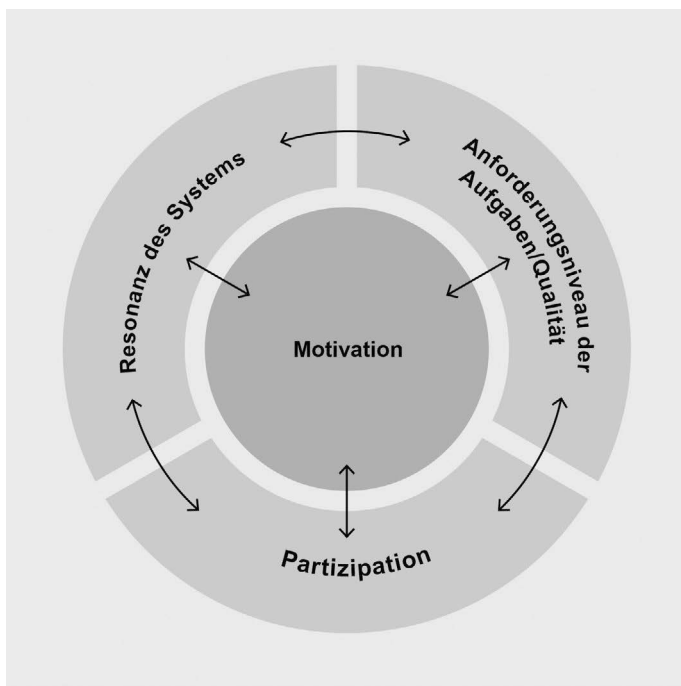 Resonanz des Systems
Anforderungsniveau der
Aufgaben/Qualität
Motivation
Partizipation